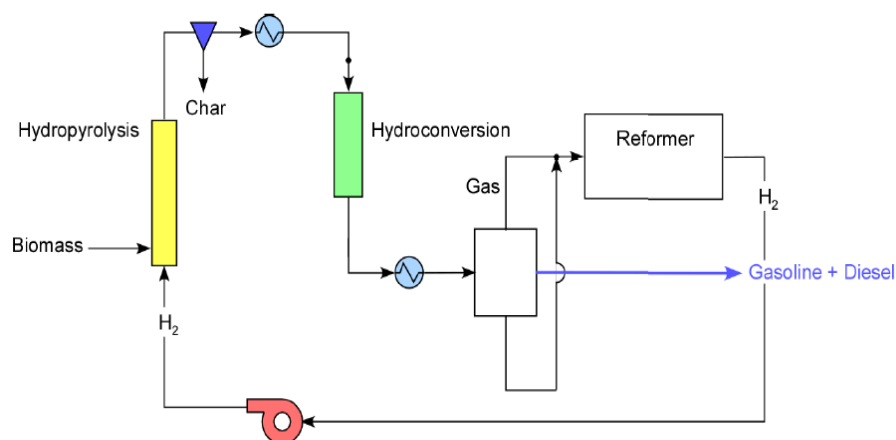 Char
Hydropyrolysis
Hydroconversion
Reformer
Gas
H₂
Biomass
Gasoline + Diesel
H₂